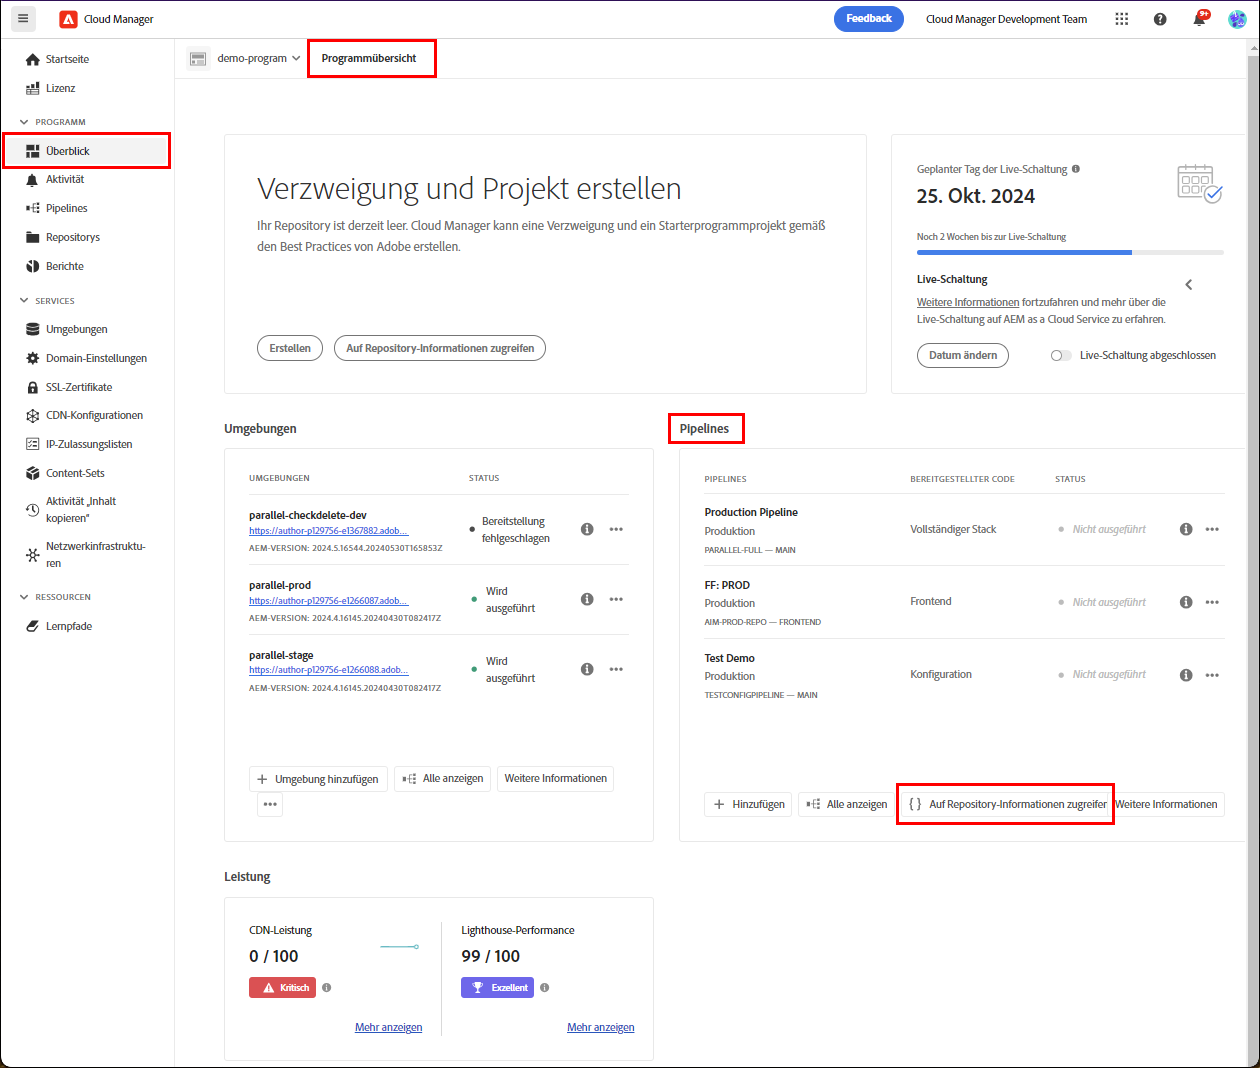 Cloud Manager
Feedback
Cloud Manager Development Team
9+
Startseite
Lizenz
PROGRAMM
Überblick
Aktivität
Pipelines
Repositorys
Berichte
SERVICES
Umgebungen
Domain-Einstellungen
SSL-Zertifikate
CDN-Konfigurationen
IP-Zulassungslisten
Content-Sets
Aktivität „Inhalt
kopieren“
Netzwerkinfrastruktu-
ren
RESSOURCEN
Lernpfade
demo-program
Programmübersicht
Verzweigung und Projekt erstellen
Ihr Repository ist derzeit leer. Cloud Manager kann eine Verzweigung und ein Starterprogrammprojekt gemäß
den Best Practices von Adobe erstellen.
Erstellen
Auf Repository-Informationen zugreifen
Geplanter Tag der Live-Schaltung
25. Okt. 2024
Noch 2 Wochen bis zur Live-Schaltung
Live-Schaltung
Weitere Informationen fortzufahren und mehr über die
Live-Schaltung auf AEM as a Cloud Service zu erfahren.
Datum ändern
Live-Schaltung abgeschlossen
Umgebungen
UMGEBUNGEN
STATUS
parallel-checkdelete-dev
https://author-p129756-e1367882.adob...
AEM-VERSION: 2024.5.16544.20240530T165853Z
Bereitstellung
fehlgeschlagen
parallel-prod
https://author-p129756-e1266087.adob...
AEM-VERSION: 2024.4.16145.20240430T082417Z
Wird
ausgeführt
parallel-stage
https://author-p129756-e1266088.adob...
AEM-VERSION: 2024.4.16145.20240430T082417Z
Wird
ausgeführt
Umgebung hinzufügen
Alle anzeigen
Weitere Informationen
Pipelines
PIPELINES
BEREITGESTELLTER CODE
STATUS
Production Pipeline
Produktion
PARALLEL-FULL — MAIN
Vollständiger Stack
Nicht ausgeführt
FF: PROD
Produktion
AIM-PROD-REPO — FRONTEND
Frontend
Nicht ausgeführt
Test Demo
Produktion
TESTCONFIGPIPELINE — MAIN
Konfiguration
Nicht ausgeführt
Hinzufügen
Alle anzeigen
{ } Auf Repository-Informationen zugreifen
Weitere Informationen
Leistung
CDN-Leistung
0 / 100
Kritisch
Mehr anzeigen
Lighthouse-Performance
99 / 100
Exzellent
Mehr anzeigen